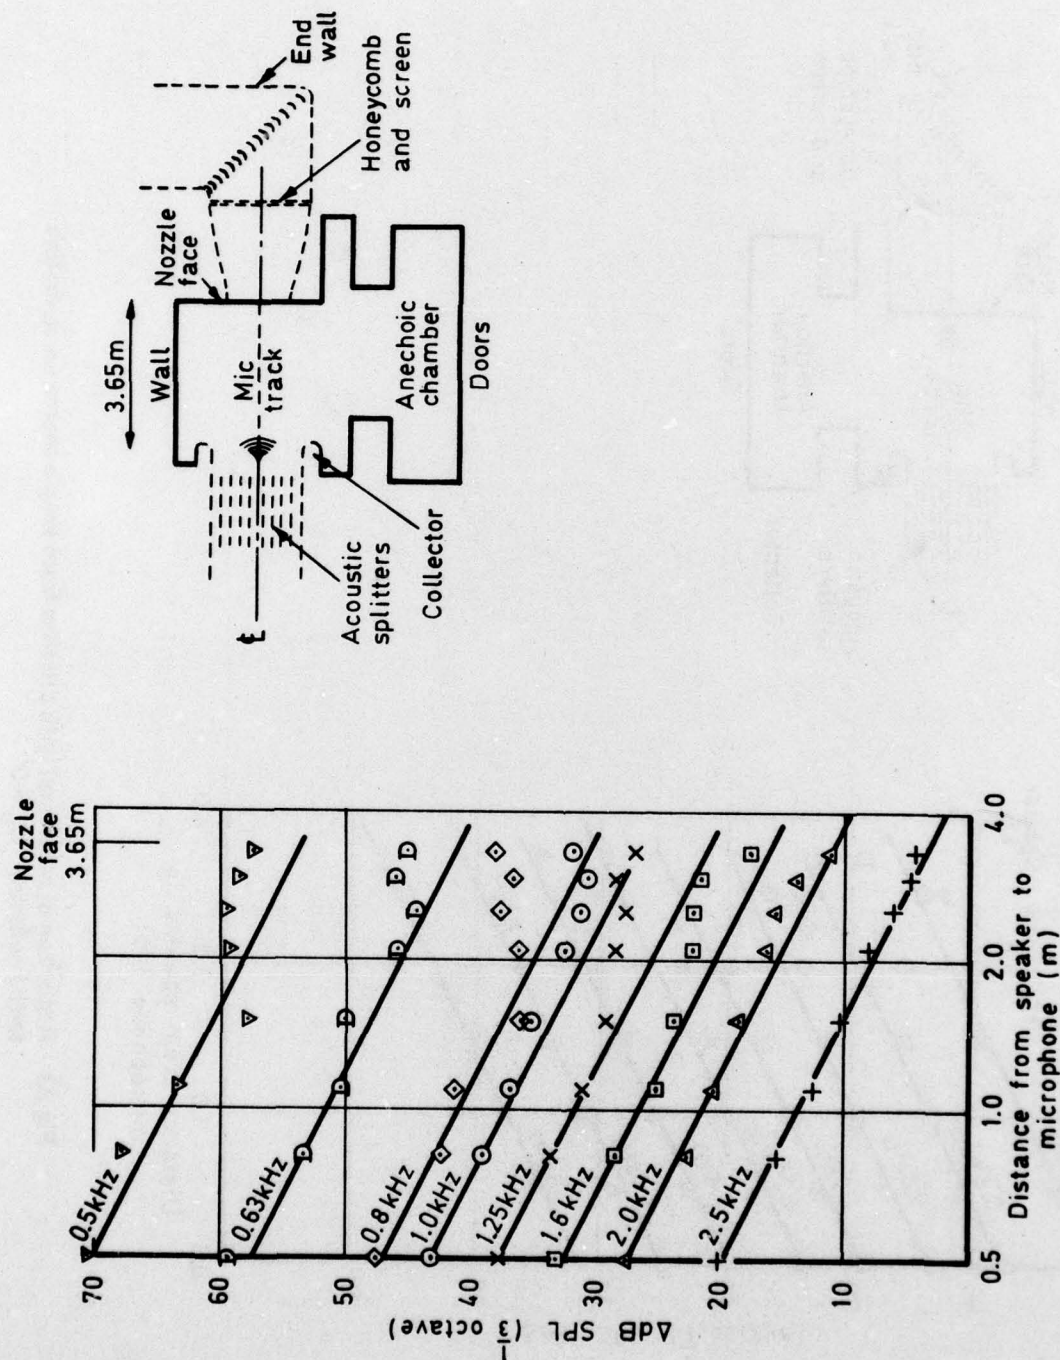 End
wall
Honeycomb
and screen
Nozzle
face
3.65m
Wall
Mic
track
Anechoic
chamber
Doors
℄
Acoustic
splitters
Collector
Nozzle
face
3.65m
70
60
50
40
30
20
10
ΔdB SPL (1/3 octave)
0.5kHz
0.63kHz
0.8kHz
1.0kHz
1.25kHz
1.6kHz
2.0kHz
2.5kHz
0.5
1.0
2.0
4.0
Distance from speaker to
microphone (m)